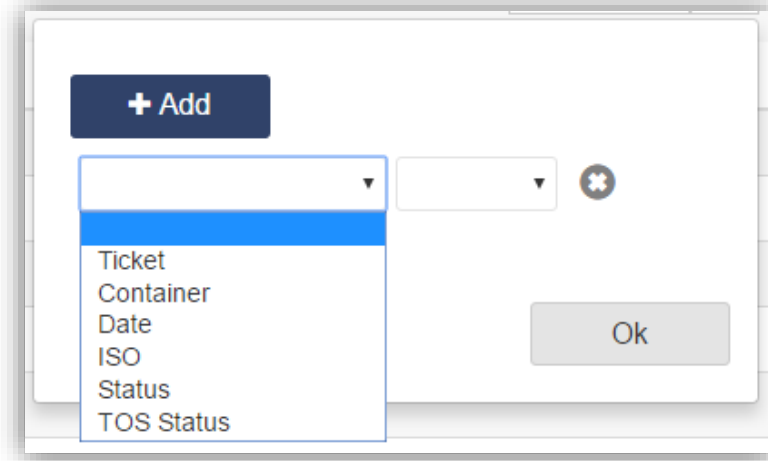 + Add
Ticket
Container
Date
ISO
Status
TOS Status
Ok